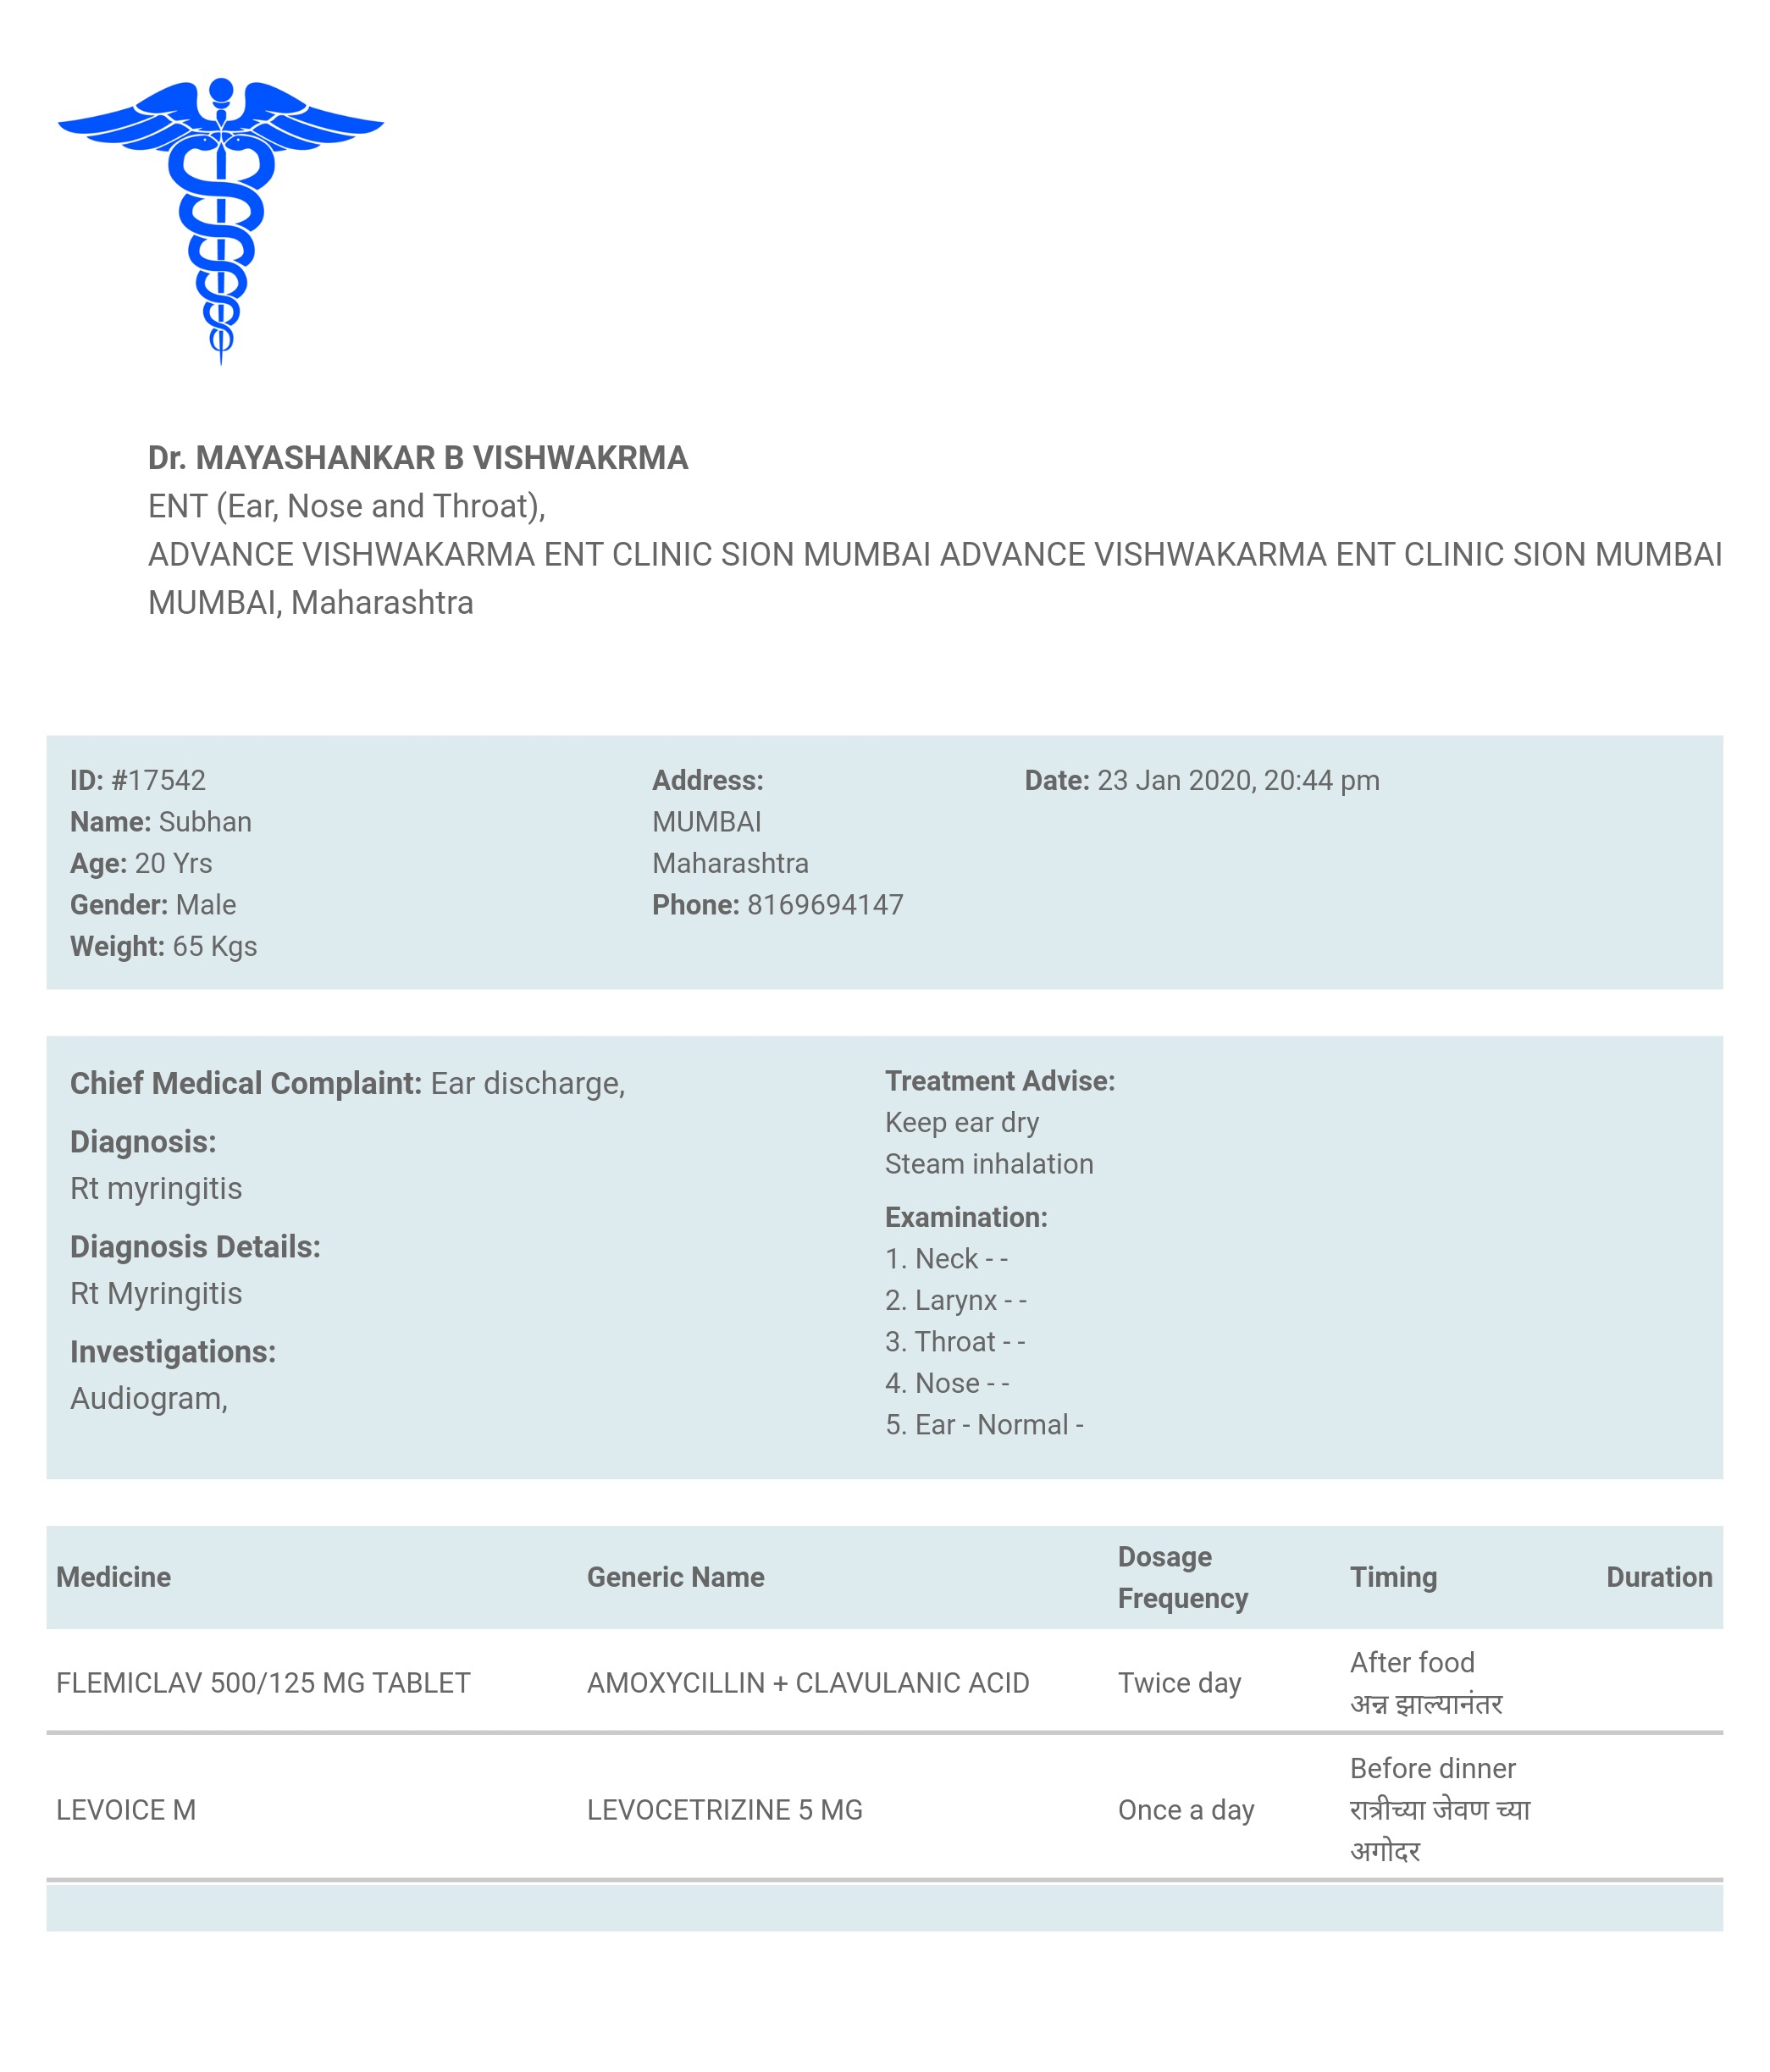 Dr. MAYASHANKAR B VISHWAKRMA
ENT (Ear, Nose and Throat),
ADVANCE VISHWAKARMA ENT CLINIC SION MUMBAI ADVANCE VISHWAKARMA ENT CLINIC SION MUMBAI
MUMBAI, Maharashtra
ID: #17542
Name: Subhan
Age: 20 Yrs
Gender: Male
Weight: 65 Kgs
Address:
MUMBAI
Maharashtra
Phone: 8169694147
Date: 23 Jan 2020, 20:44 pm
Chief Medical Complaint: Ear discharge,
Diagnosis:
Rt myringitis
Diagnosis Details:
Rt Myringitis
Investigations:
Audiogram,
Treatment Advise:
Keep ear dry
Steam inhalation
Examination:
1. Neck - -
2. Larynx - -
3. Throat - -
4. Nose - -
5. Ear - Normal -
Medicine
Generic Name
Dosage
Frequency
Timing
Duration
FLEMICLAV 500/125 MG TABLET
AMOXYCILLIN + CLAVULANIC ACID
Twice day
After food
अन्न झाल्यानंतर
LEVOICE M
LEVOCETRIZINE 5 MG
Once a day
Before dinner
रात्रीच्या जेवण च्या
अगोदर